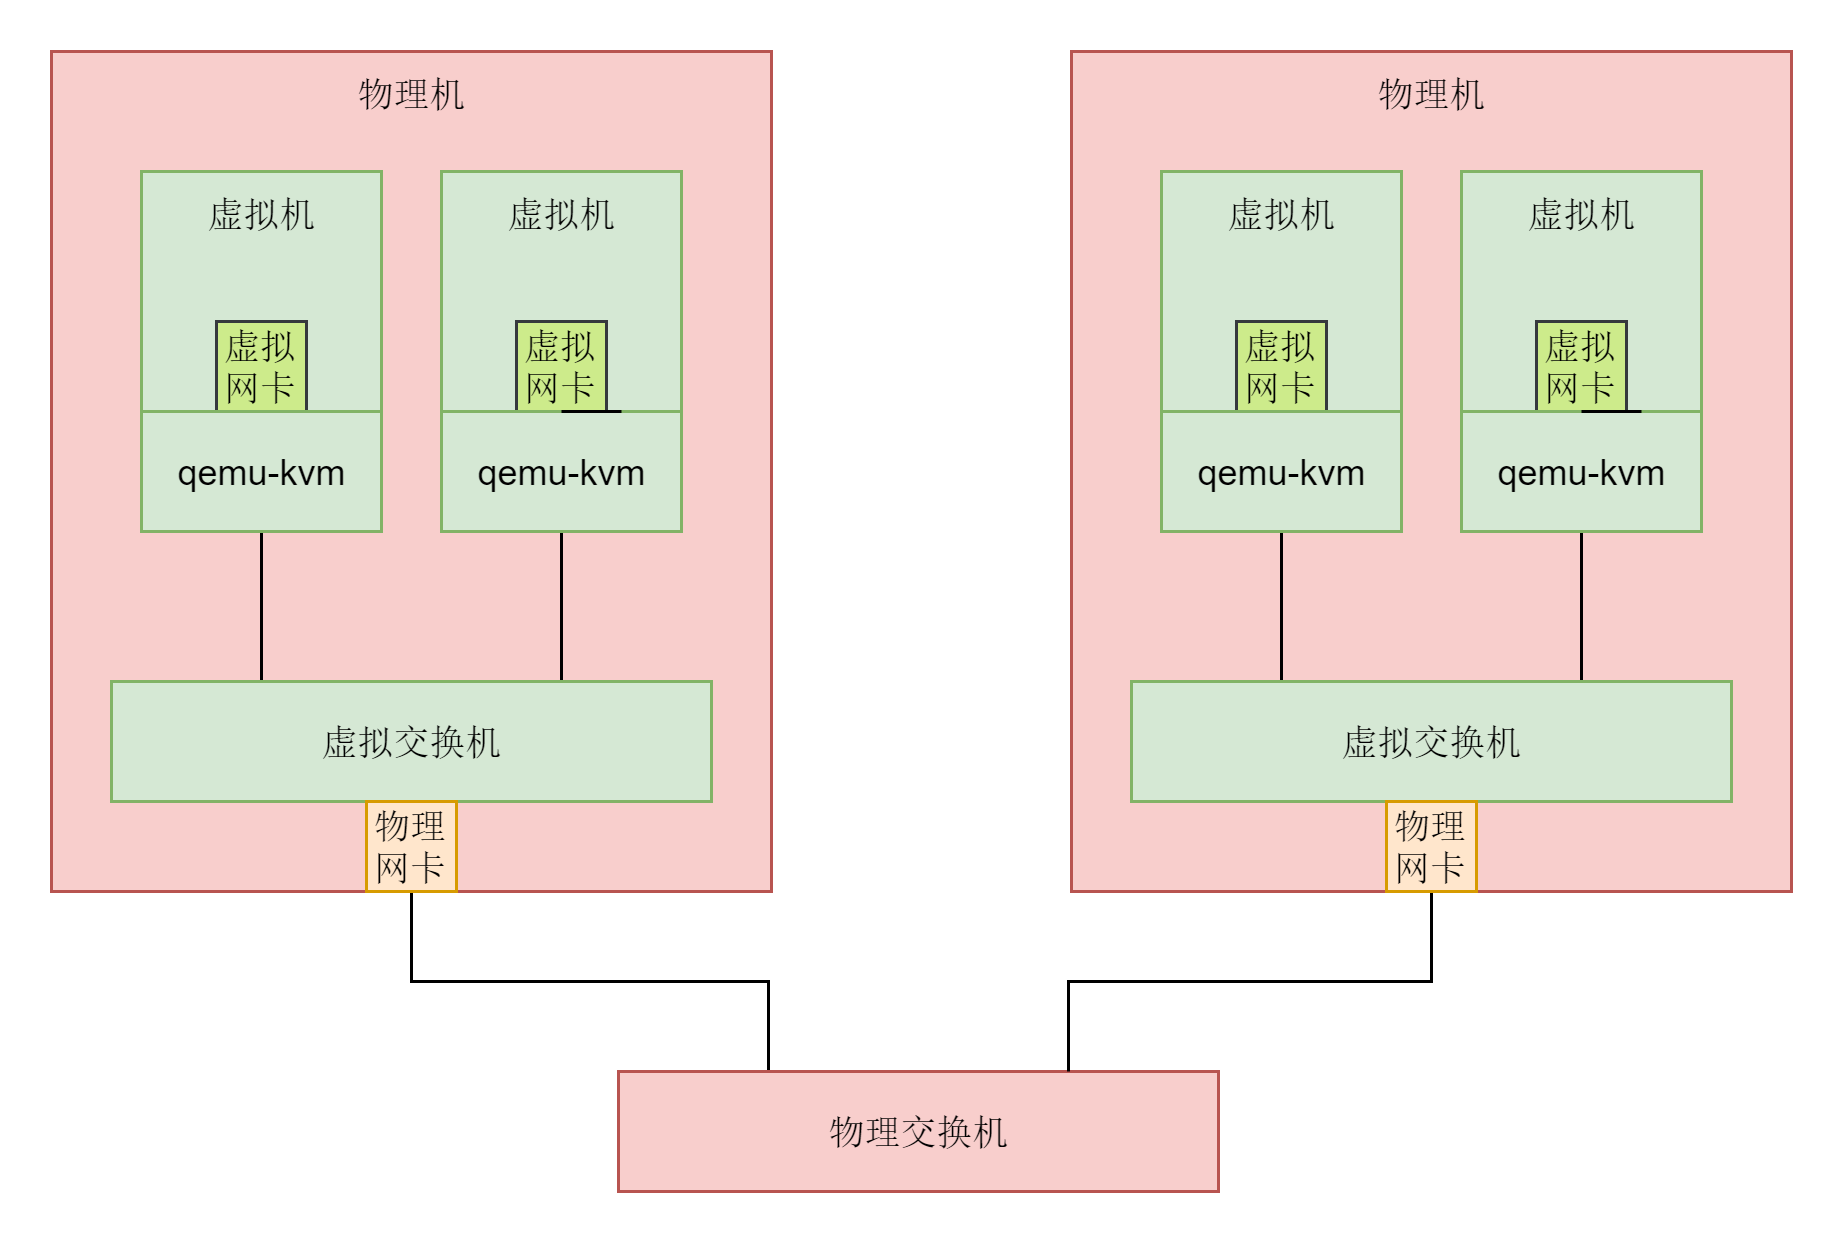 物理机
虚拟机
虚拟机
虚拟
网卡
虚拟
网卡
qemu-kvm
qemu-kvm
虚拟交换机
物理
网卡
物理机
虚拟机
虚拟机
虚拟
网卡
虚拟
网卡
qemu-kvm
qemu-kvm
虚拟交换机
物理
网卡
物理交换机